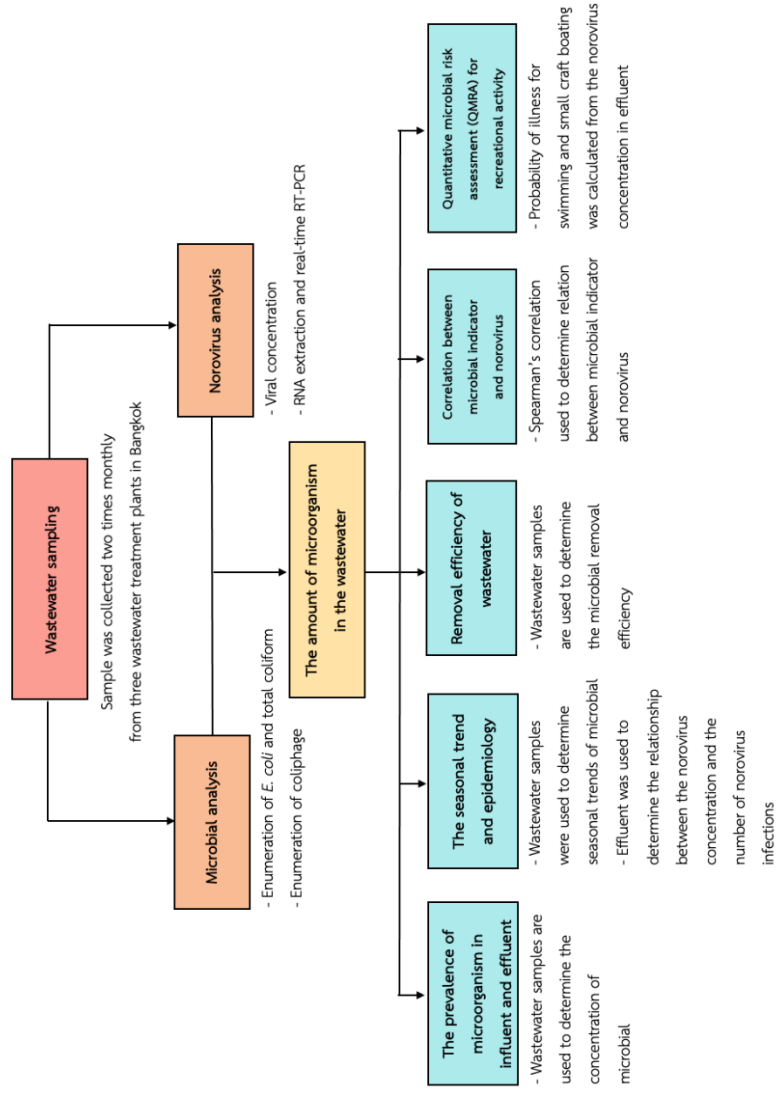 Wastewater sampling
Sample was collected two times monthly
from three wastewater treatment plants in Bangkok
Microbial analysis
- Enumeration of E. coli and total coliform
- Enumeration of coliphage
Norovirus analysis
- Viral concentration
- RNA extraction and real-time RT-PCR
The amount of microorganism
in the wastewater
The prevalence of
microorganism in
influent and effluent
- Wastewater samples are
used to determine the
concentration of
microbial
The seasonal trend
and epidemiology
- Wastewater samples
were used to determine
seasonal trends of microbial
- Effluent was used to
determine the relationship
between the norovirus
concentration and the
number of norovirus
infections
Removal efficiency of
wastewater
- Wastewater samples
are used to determine
the microbial removal
efficiency
Correlation between
microbial indicator
and norovirus
- Spearman's correlation
used to determine relation
between microbial indicator
and norovirus
Quantitative microbial risk
assessment (QMRA) for
recreational activity
- Probability of illness for
swimming and small craft boating
was calculated from the norovirus
concentration in effluent